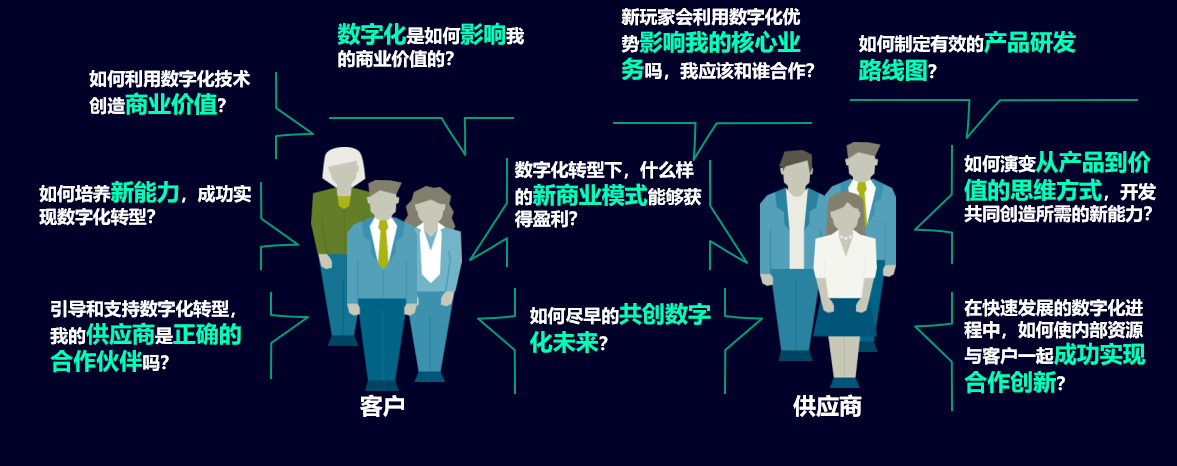 数字化是如何影响我
的商业价值的？
新玩家会利用数字化优
势影响我的核心业
务吗，我应该和谁合作？
如何制定有效的产品研发
路线图？
如何利用数字化技术
创造商业价值？
数字化转型下，什么样
的新商业模式能够获
得盈利？
如何演变从产品到价
值的思维方式，开发
共同创造所需的新能力？
如何培养新能力，成功实
现数字化转型？
引导和支持数字化转型，
我的供应商是正确的
合作伙伴吗？
如何尽早的共创数字
化未来？
在快速发展的数字化进
程中，如何使内部资源
与客户一起成功实现
合作创新？
客户
供应商